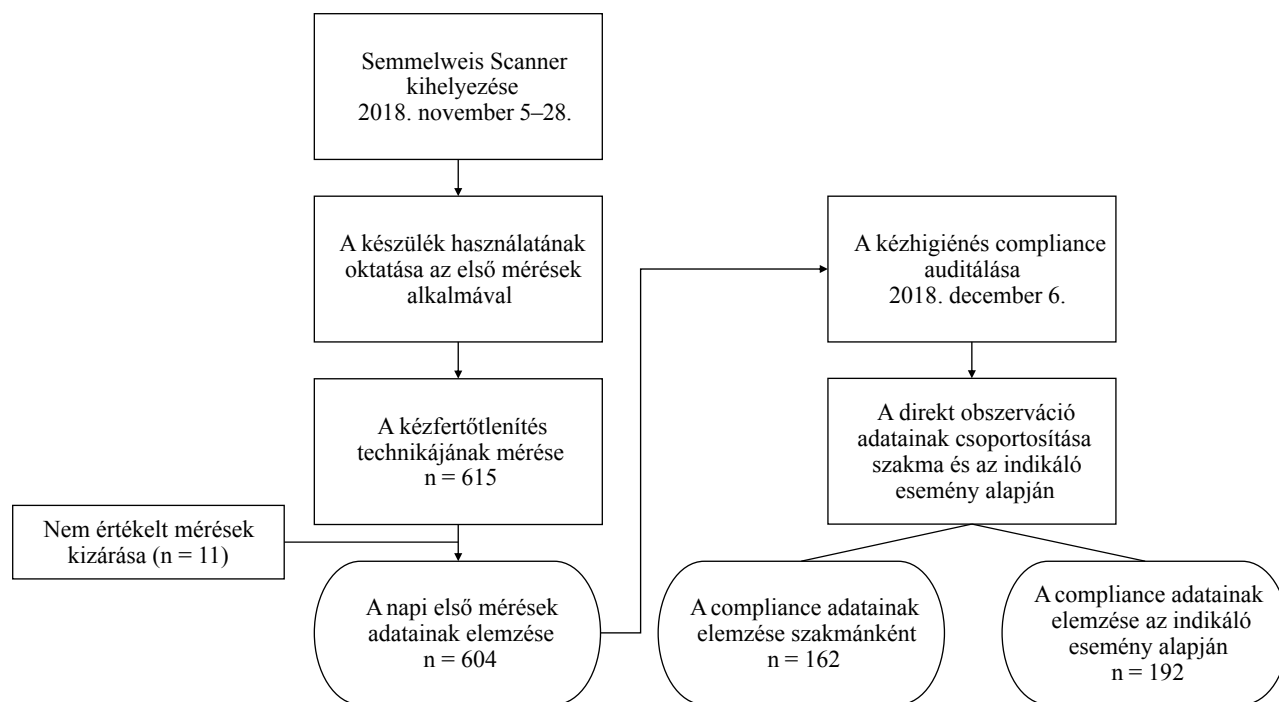 Semmelweis Scanner
kihelyezése
2018. november 5–28.
A készülék használatának
oktatása az első mérések
alkalmával
A kézfertőtlenítés
technikájának mérése
n = 615
Nem értékelt mérések
kizárása (n = 11)
A napi első mérések
adatainak elemzése
n = 604
A kézhigiénés compliance
auditálása
2018. december 6.
A direkt obszerváció
adatainak csoportosítása
szakma és az indikáló
esemény alapján
A compliance adatainak
elemzése szakmánként
n = 162
A compliance adatainak
elemzése az indikáló
esemény alapján
n = 192